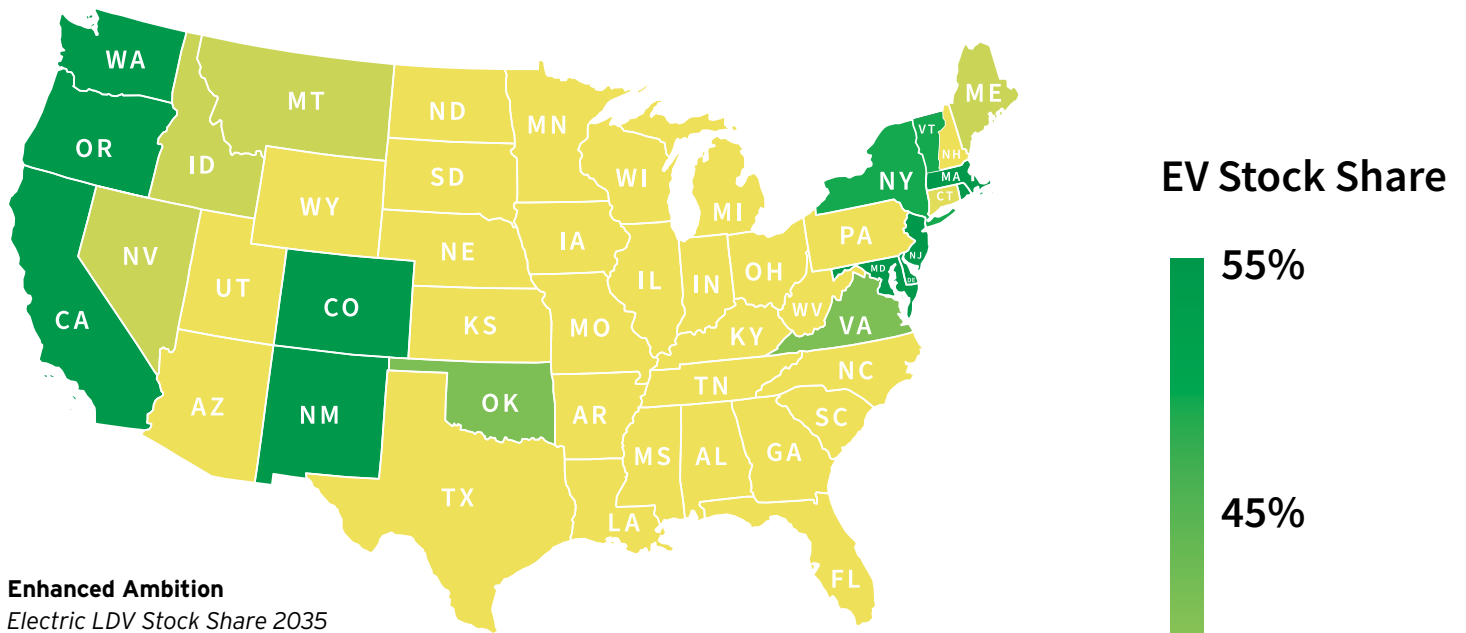 WA
OR
CA
NV
ID
MT
WY
UT
AZ
CO
NM
ND
SD
NE
KS
OK
TX
MN
IA
MO
AR
LA
WI
IL
MI
IN
OH
KY
TN
MS
AL
GA
FL
SC
NC
VA
WV
PA
NY
VT
NH
ME
MA
CT
NJ
MD
DE
EV Stock Share
55%
45%
Enhanced Ambition
Electric LDV Stock Share 2035